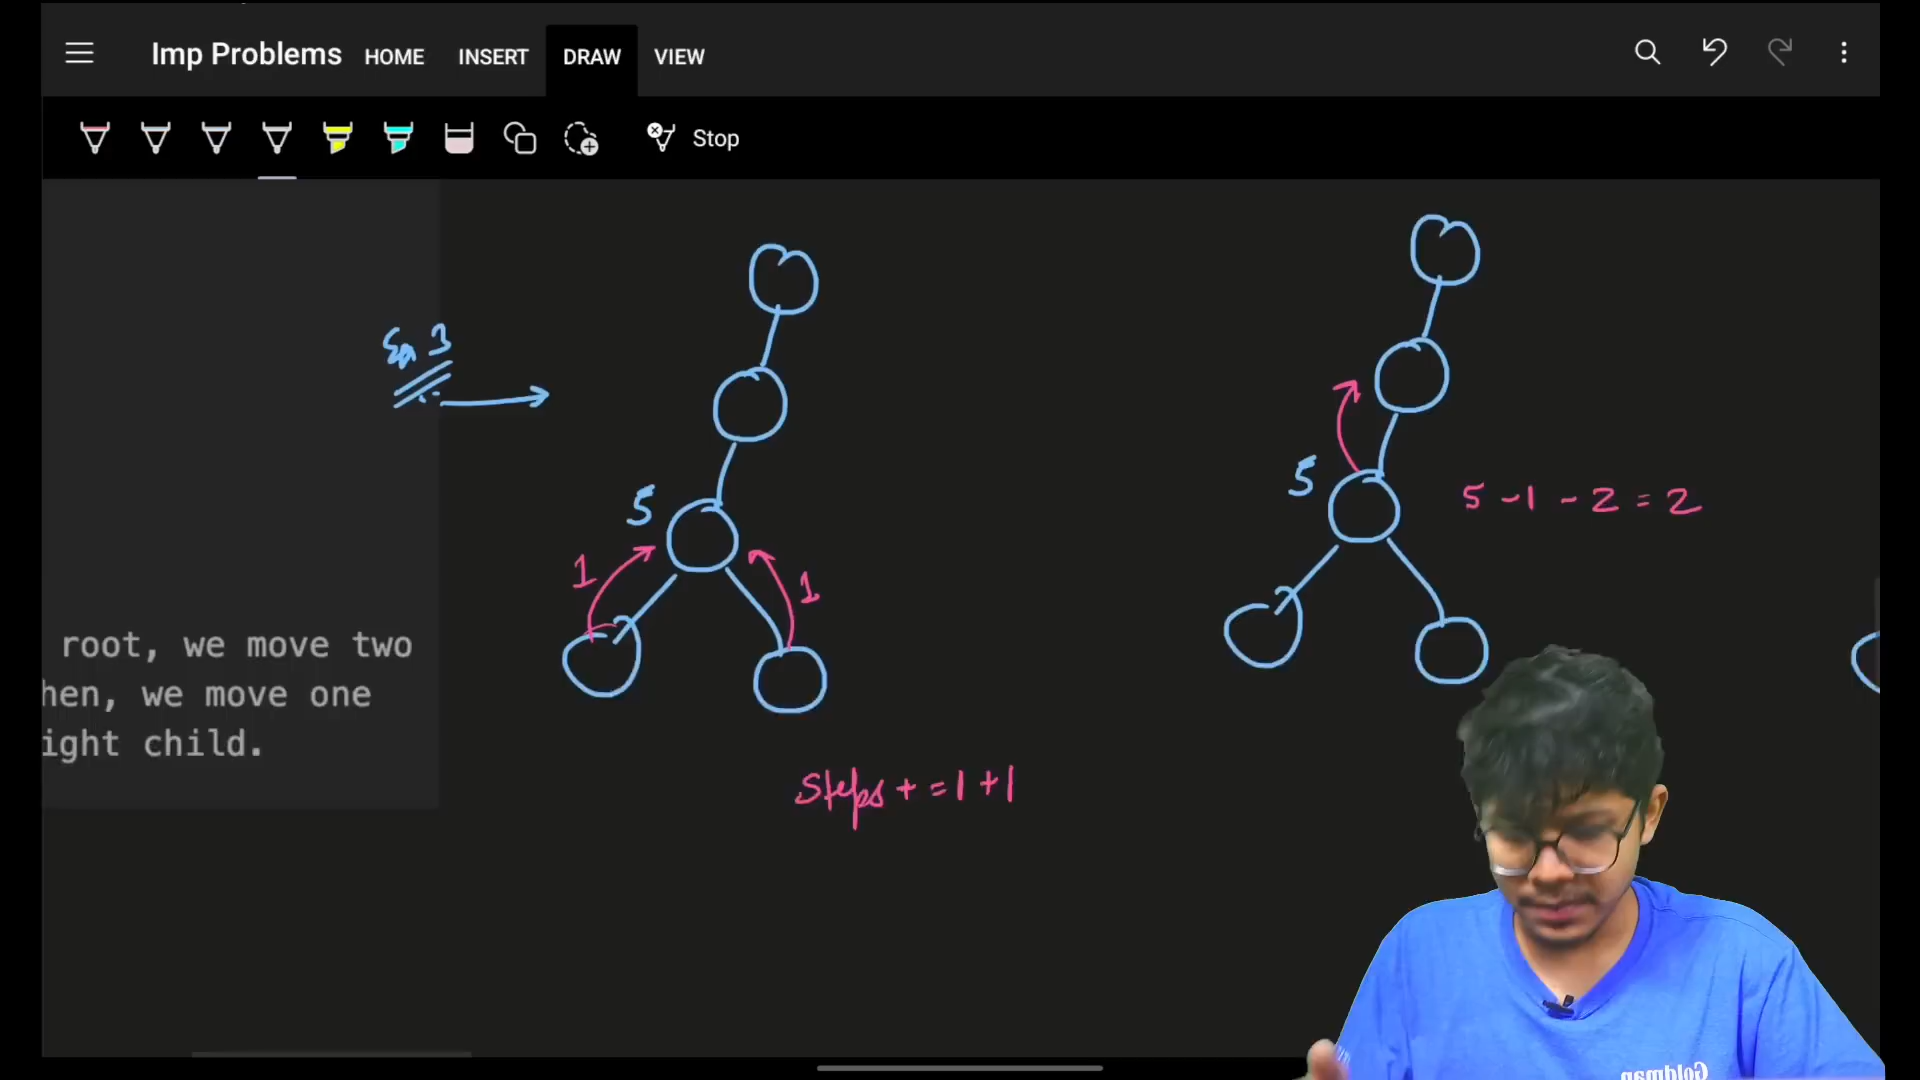 Imp Problems HOME INSERT DRAW VIEW
Stop
Ex 3
5
1
1
5
5 - 1 - 2 = 2
root, we move two
hen, we move one
ight child.
Steps + = 1 + 1
Goldman